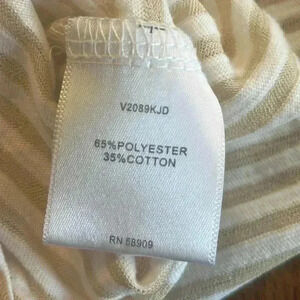 V2089KJD
65%POLYESTER
35%COTTON
RN 58909